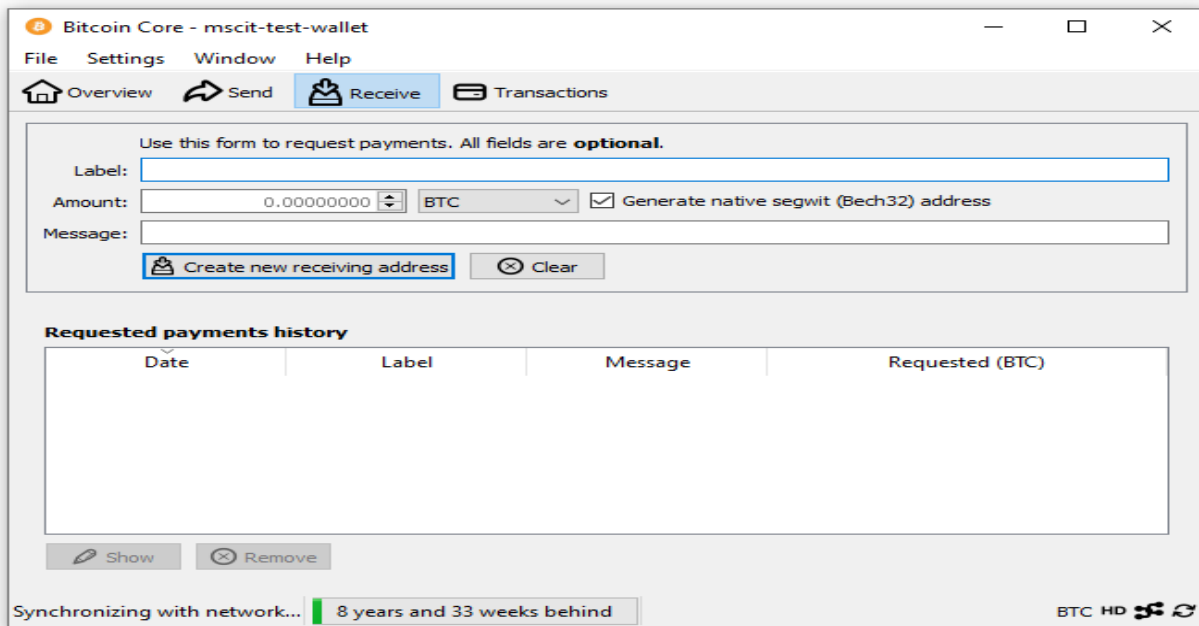 Bitcoin Core - mscit-test-wallet
File Settings Window Help
Overview Send Receive Transactions
Use this form to request payments. All fields are optional.
Label:
Amount: 0.00000000 BTC Generate native segwit (Bech32) address
Message:
Create new receiving address Clear
Requested payments history
Date Label Message Requested (BTC)
Show Remove
Synchronizing with network... 8 years and 33 weeks behind BTC HD